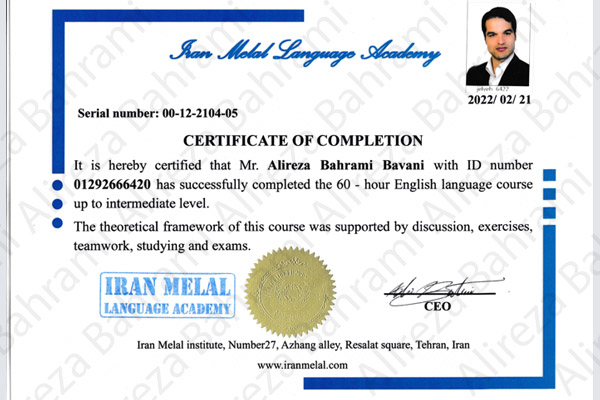 Iran Melal Language Academy
2022/ 02/ 21
Serial number: 00-12-2104-05
CERTIFICATE OF COMPLETION
It is hereby certified that Mr. Alireza Bahrami Bavani with ID number
01292666420 has successfully completed the 60 - hour English language course
up to intermediate level.
The theoretical framework of this course was supported by discussion, exercises,
teamwork, studying and exams.
IRAN MELAL
LANGUAGE ACADEMY
CEO
Iran Melal institute, Number27, Azhang alley, Resalat square, Tehran, Iran
www.iranmelal.com
Alireza Bahrami